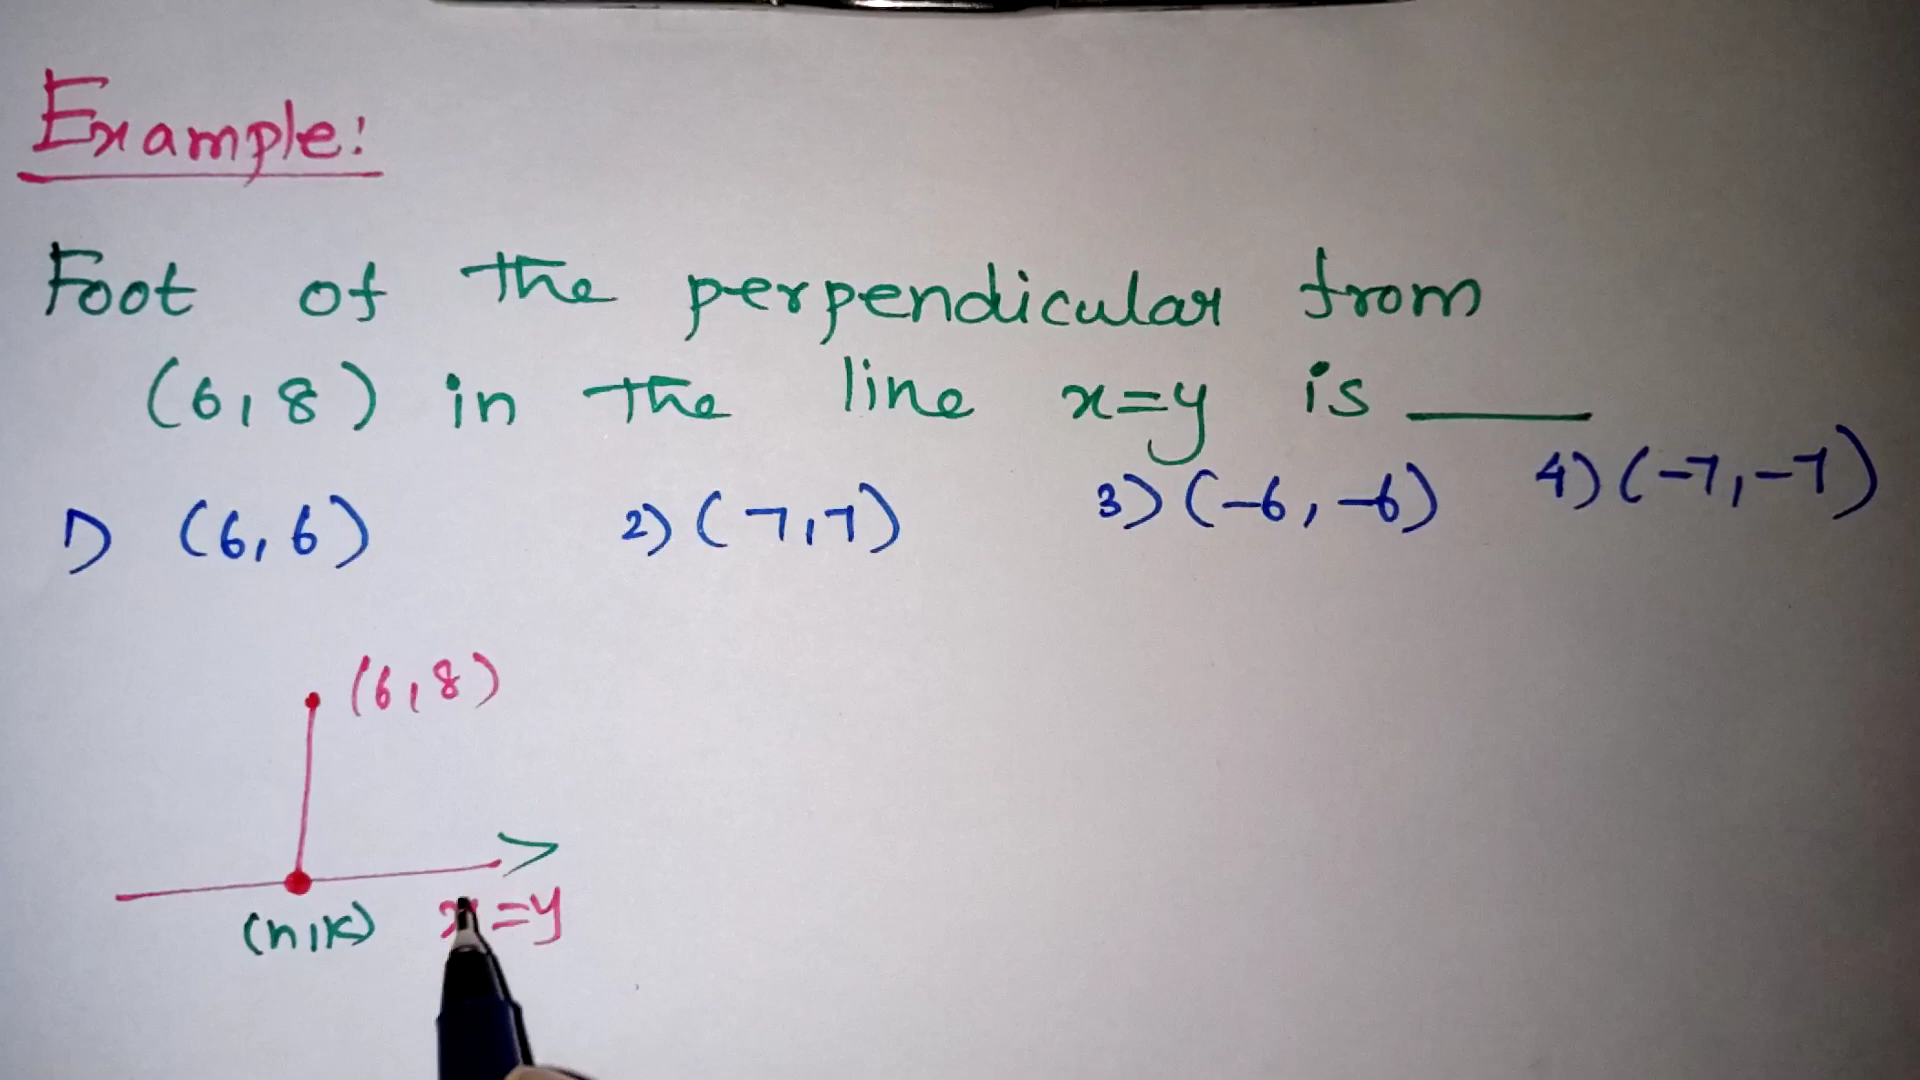 Example:
Foot of the perpendicular from
(6,8) in the line x=y is ____
1) (6,6) 2) (7,7) 3) (-6,-6) 4) (-7,-7)
(6,8)
(h,k) x=y